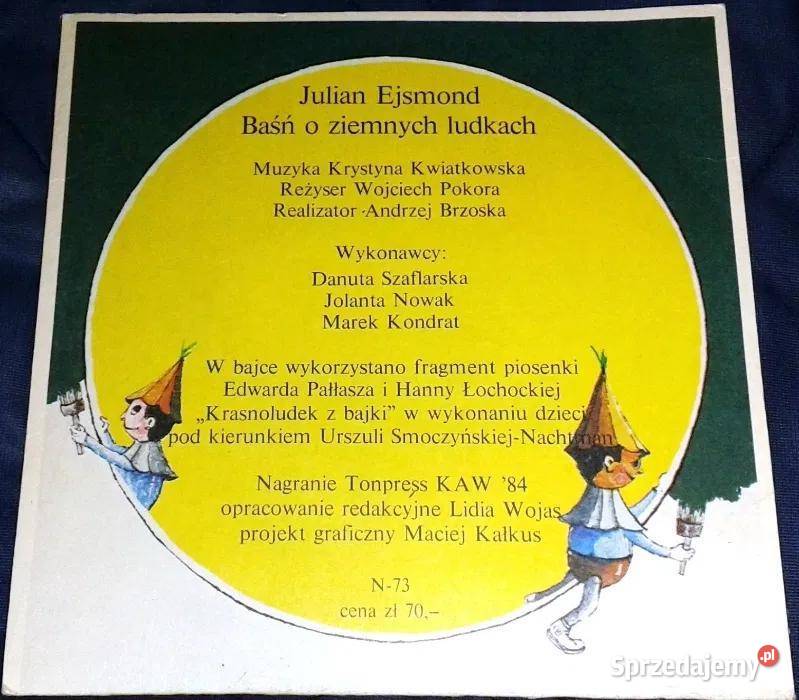 Julian Ejsmond
Baśń o ziemnych ludkach
Muzyka Krystyna Kwiatkowska
Reżyser Wojciech Pokora
Realizator Andrzej Brzoska
Wykonawcy:
Danuta Szaflarska
Jolanta Nowak
Marek Kondrat
W bajce wykorzystano fragment piosenki
Edwarda Pałłasza i Hanny Łochockiej
„Krasnoludek z bajki” w wykonaniu dzieci
pod kierunkiem Urszuli Smoczyńskiej-Nachtman
Nagranie Tonpress KAW '84
opracowanie redakcyjne Lidia Wojas
projekt graficzny Maciej Kałkus
N-73
cena zł 70,–
Sprzedajemy.pl